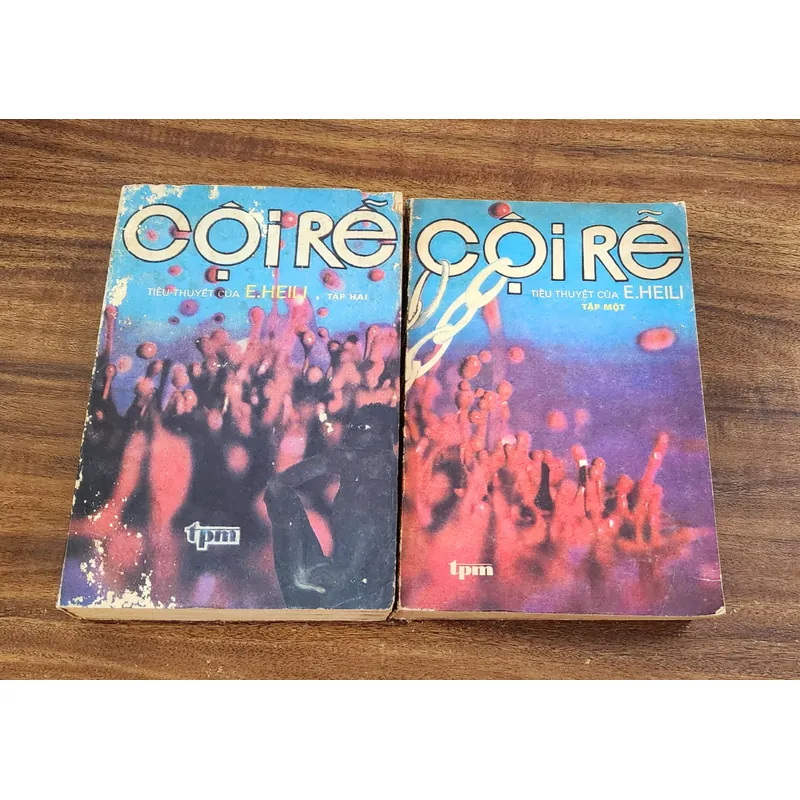 CỘI RỄ
TIỂU THUYẾT CỦA E.HEILI . TẬP HAI
tpm
CỘI RỄ
TIỂU THUYẾT CỦA E.HEILI
TẬP MỘT
tpm